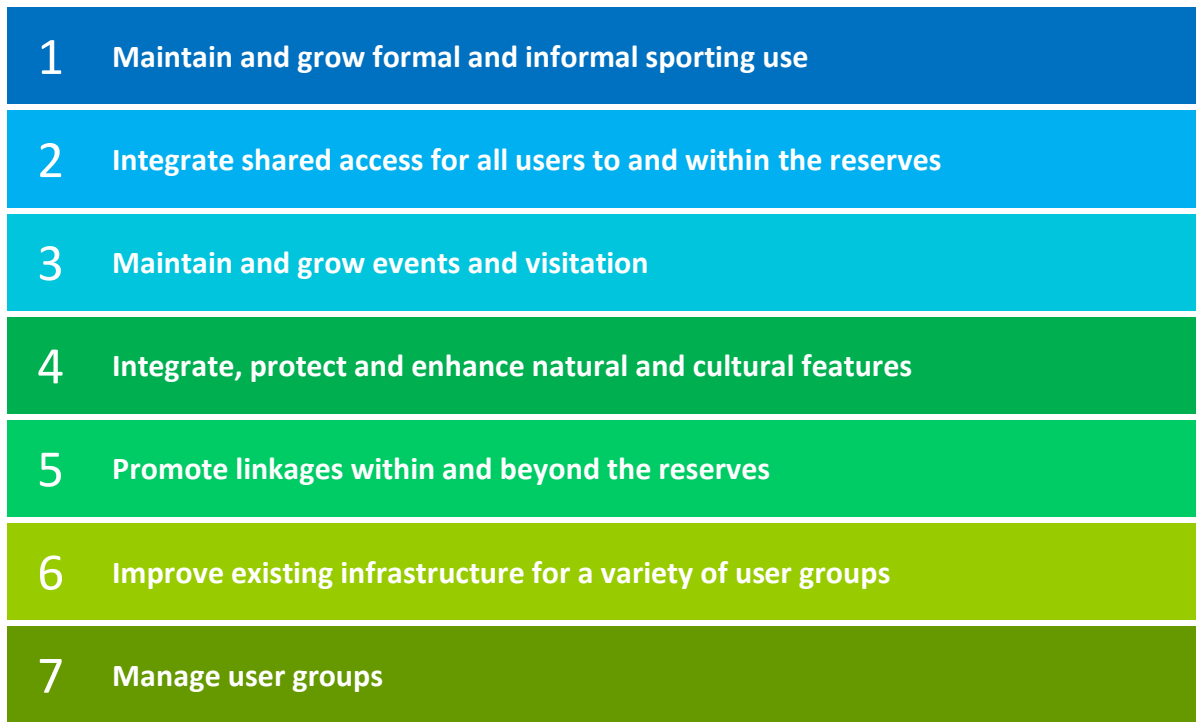 1 Maintain and grow formal and informal sporting use
2 Integrate shared access for all users to and within the reserves
3 Maintain and grow events and visitation
4 Integrate, protect and enhance natural and cultural features
5 Promote linkages within and beyond the reserves
6 Improve existing infrastructure for a variety of user groups
7 Manage user groups